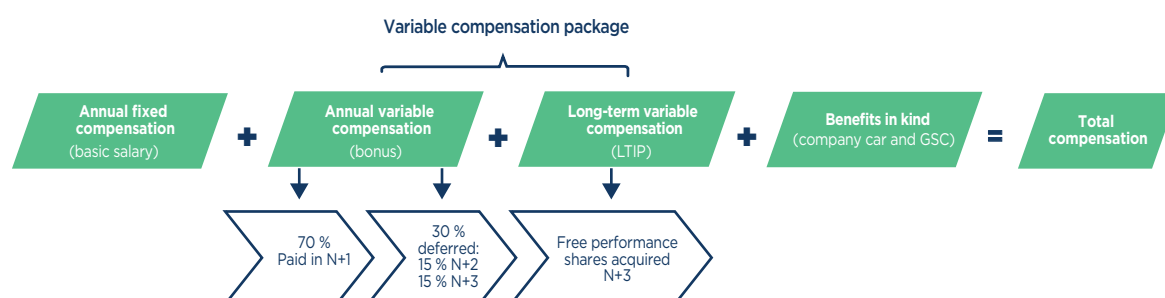 Variable compensation package
Annual fixed
compensation
(basic salary)
+
Annual variable
compensation
(bonus)
+
Long-term variable
compensation
(LTIP)
+
Benefits in kind
(company car and GSC)
=
Total
compensation
70 %
Paid in N+1
30 %
deferred:
15 % N+2
15 % N+3
Free performance
shares acquired
N+3